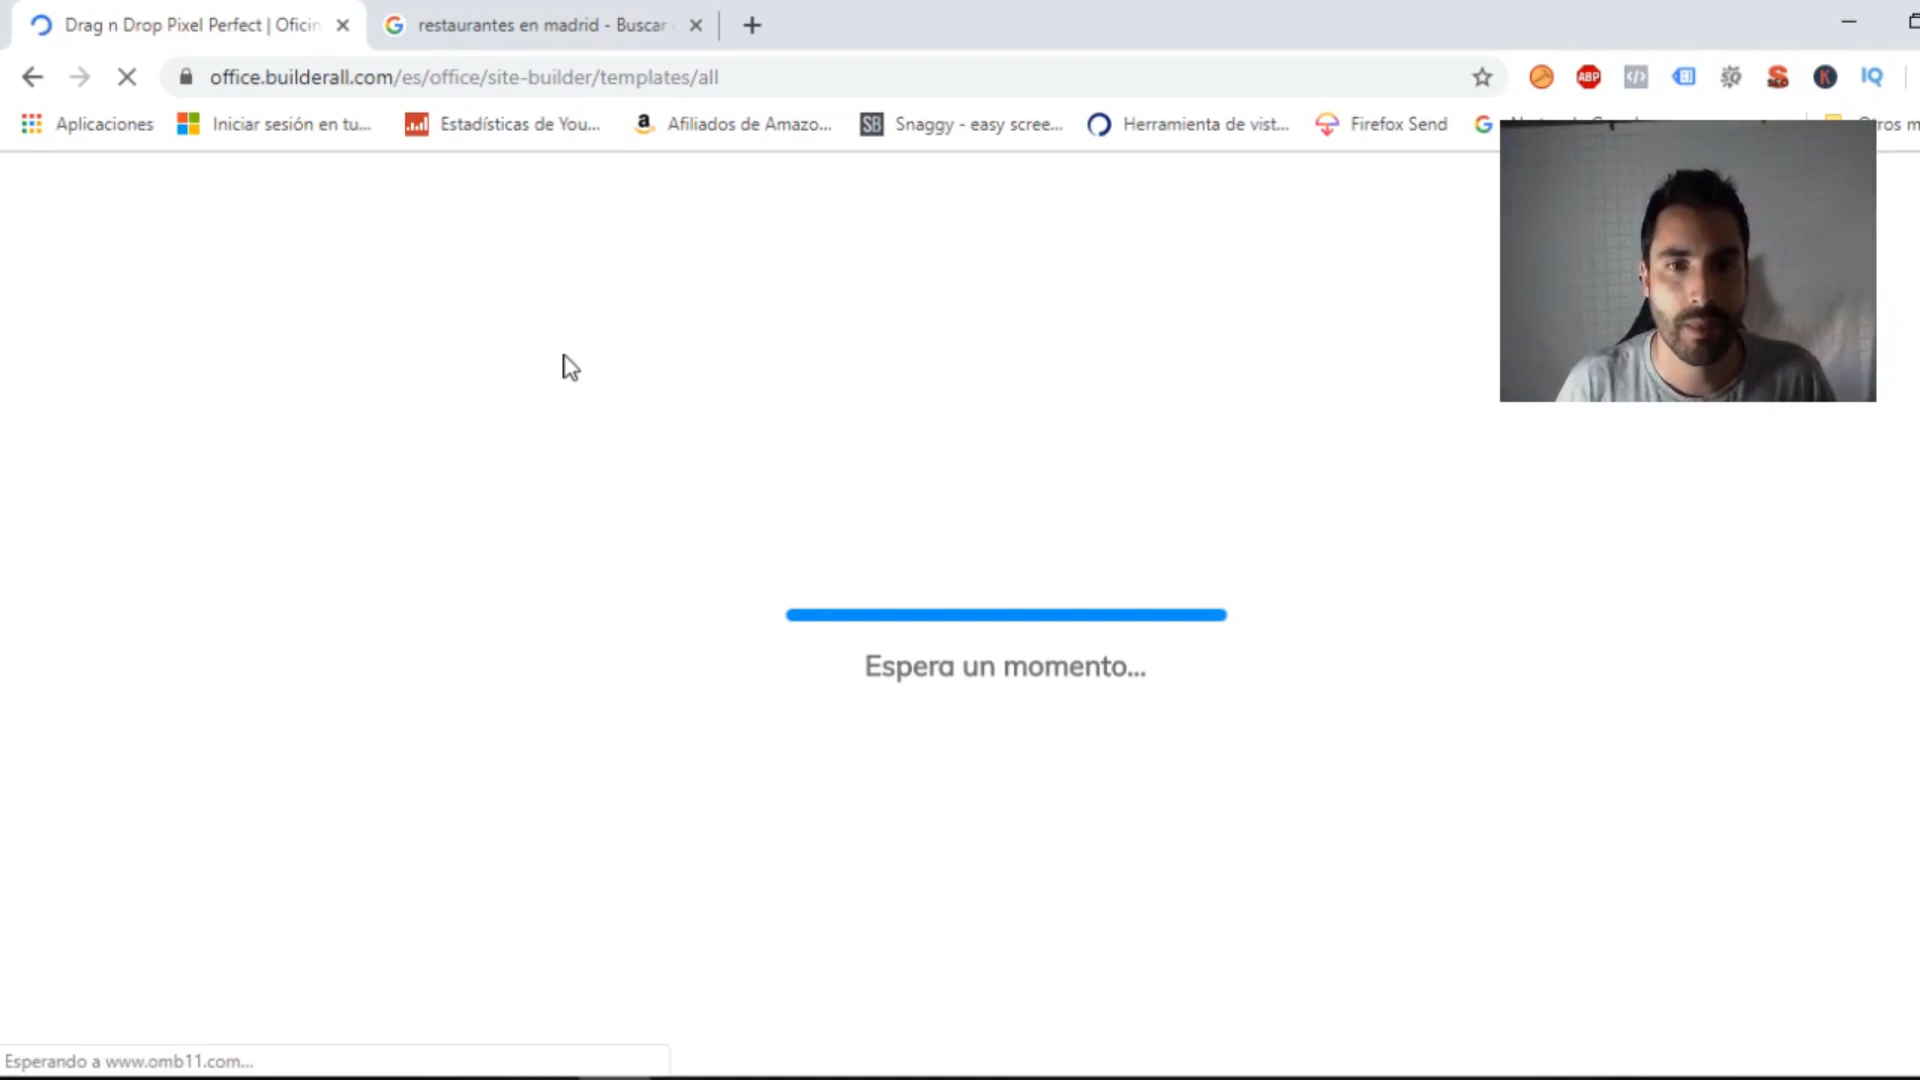 Drag n Drop Pixel Perfect | Oficin
restaurantes en madrid - Buscar
office.builderall.com/es/office/site-builder/templates/all
ABP
IQ
Aplicaciones
Iniciar sesión en tu...
Estadísticas de You...
Afiliados de Amazo...
SB
Snaggy - easy scree...
Herramienta de vist...
Firefox Send
Espera un momento...
Esperando a www.omb11.com...